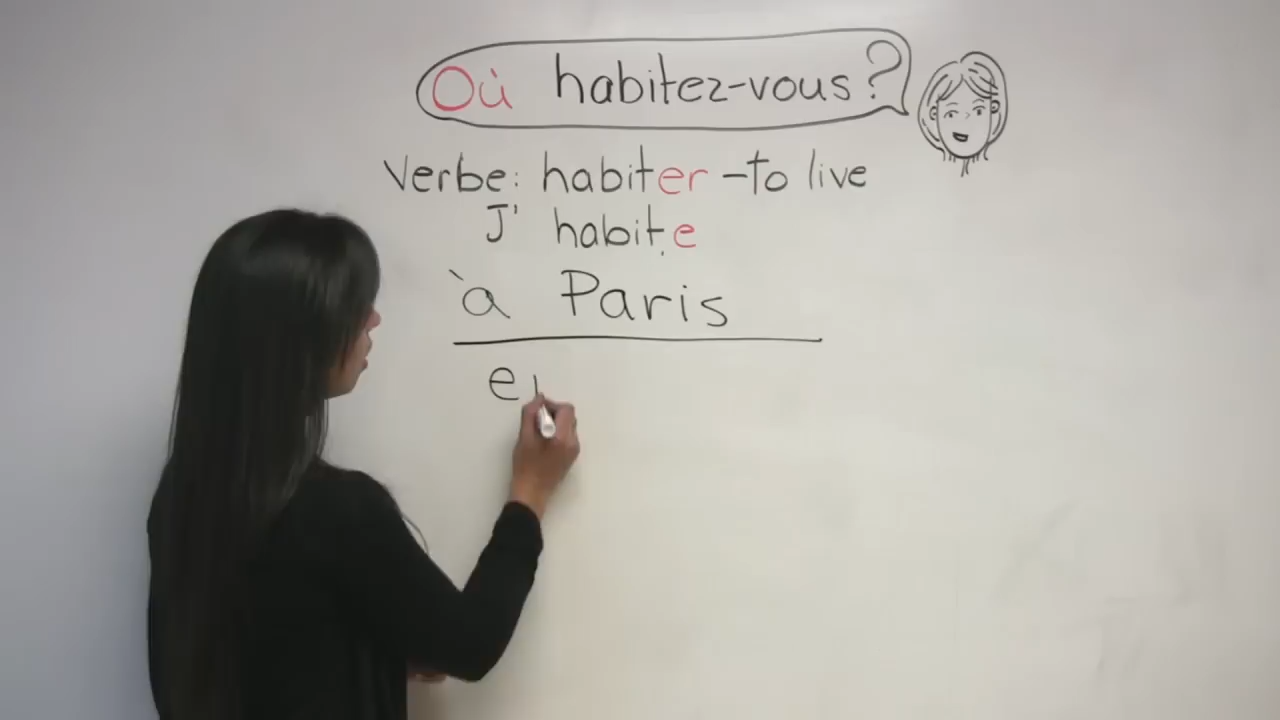 Où habitez-vous?
Verbe: habiter - to live
J' habite
à Paris
e